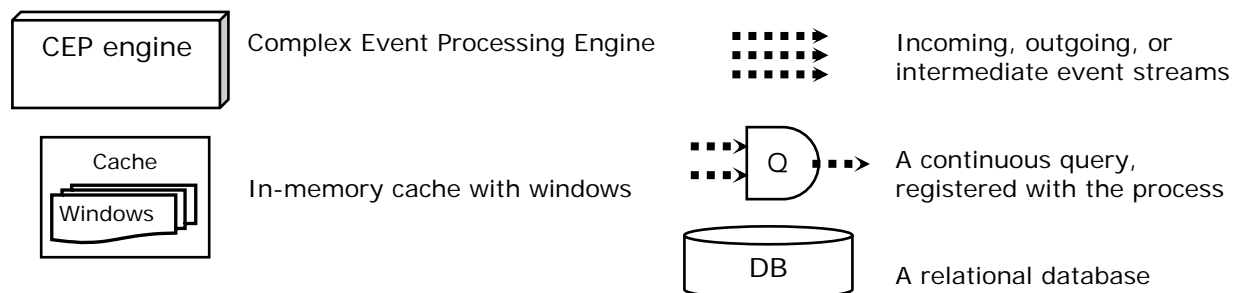 CEP engine
Complex Event Processing Engine
Incoming, outgoing, or
intermediate event streams
Cache
Windows
In-memory cache with windows
Q
A continuous query,
registered with the process
DB
A relational database